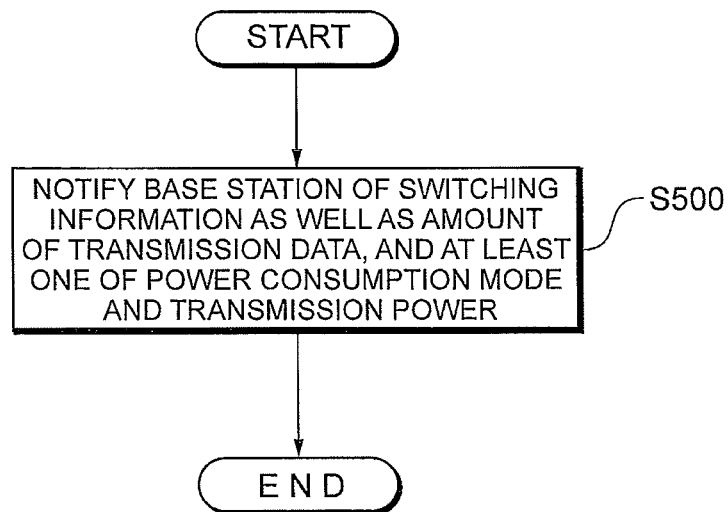 START
NOTIFY BASE STATION OF SWITCHING
INFORMATION AS WELL AS AMOUNT
OF TRANSMISSION DATA, AND AT LEAST
ONE OF POWER CONSUMPTION MODE
AND TRANSMISSION POWER
S500
END